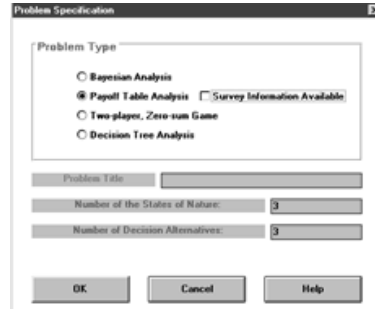 Problem Specification
Problem Type
Bayesian Analysis
Payoff Table Analysis Survey Information Available
Two-player, Zero-sum Game
Decision Tree Analysis
Problem Title
Number of the States of Nature: 3
Number of Decision Alternatives: 3
OK Cancel Help